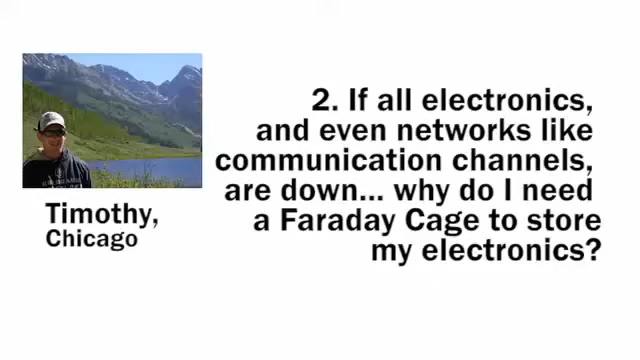 2. If all electronics,
and even networks like
communication channels,
are down... why do I need
a Faraday Cage to store
my electronics?
Timothy,
Chicago